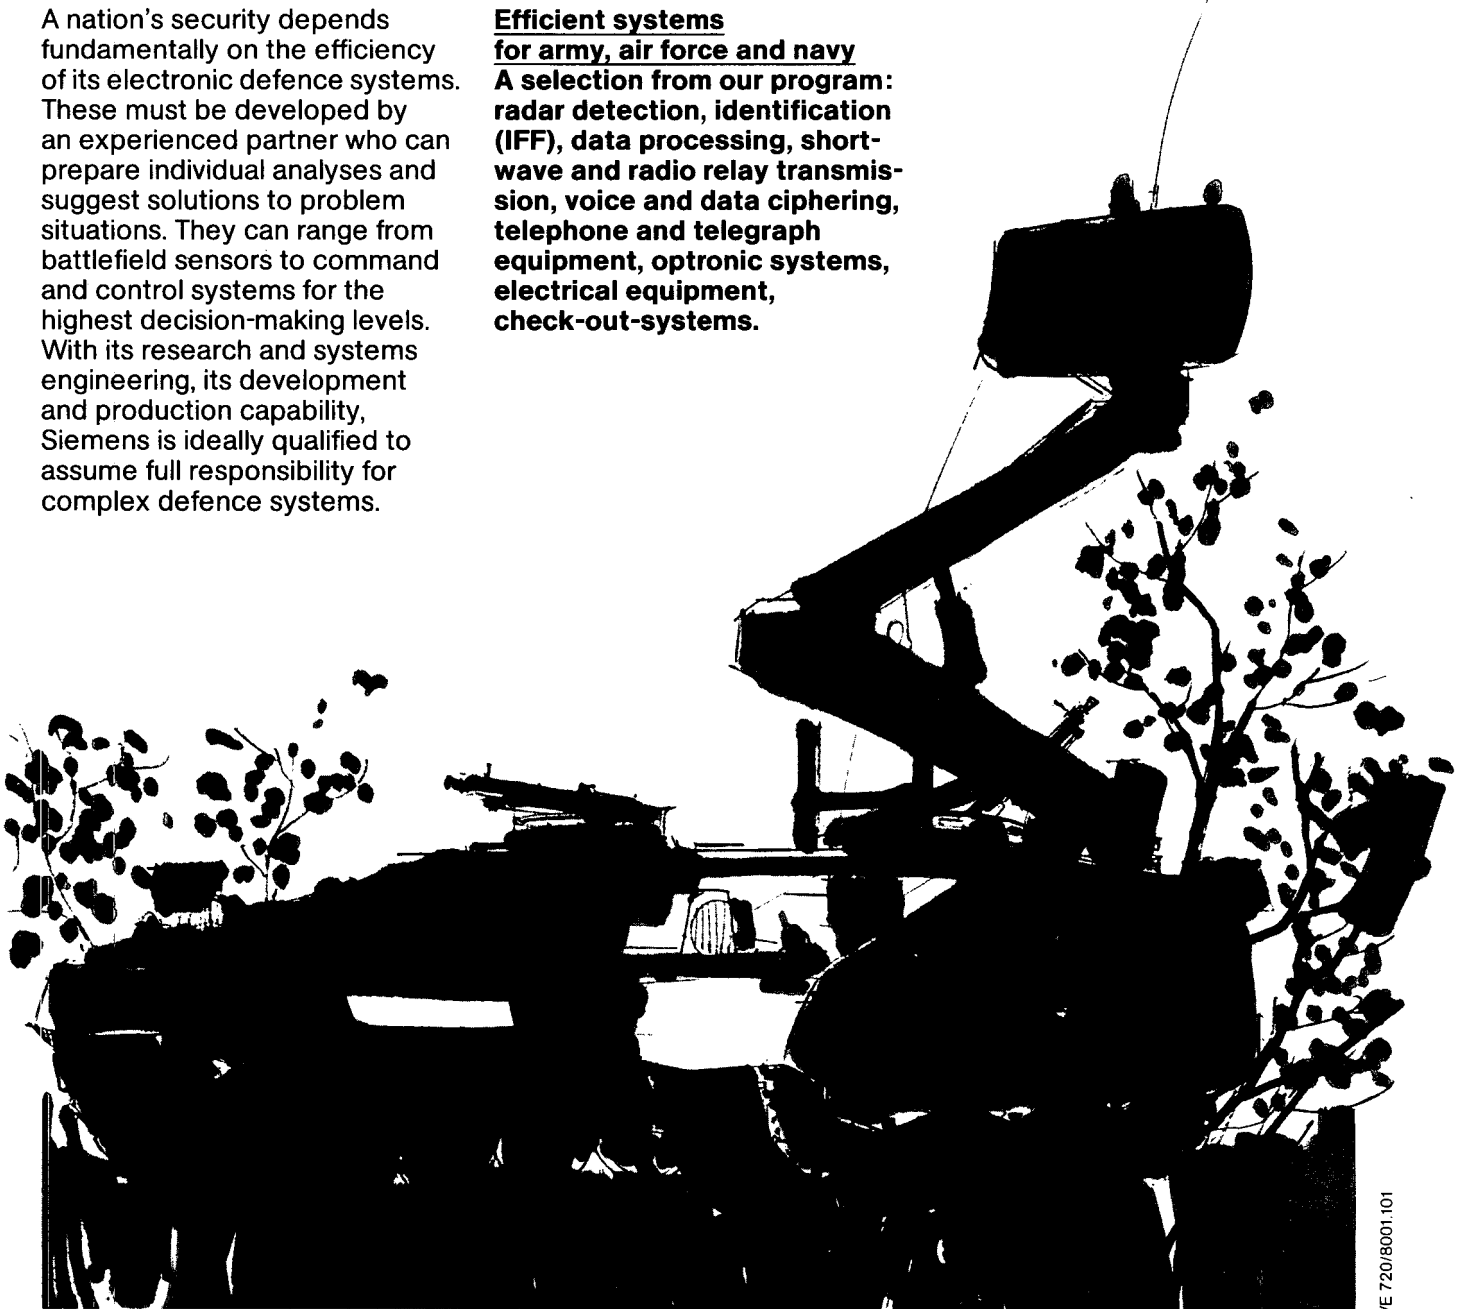 A nation's security depends
fundamentally on the efficiency
of its electronic defence systems.
These must be developed by
an experienced partner who can
prepare individual analyses and
suggest solutions to problem
situations. They can range from
battlefield sensors to command
and control systems for the
highest decision-making levels.
With its research and systems
engineering, its development
and production capability,
Siemens is ideally qualified to
assume full responsibility for
complex defence systems.
Efficient systems
for army, air force and navy
A selection from our program:
radar detection, identification
(IFF), data processing, short-
wave and radio relay transmis-
sion, voice and data ciphering,
telephone and telegraph
equipment, optronic systems,
electrical equipment,
check-out-systems.
720/8001.101